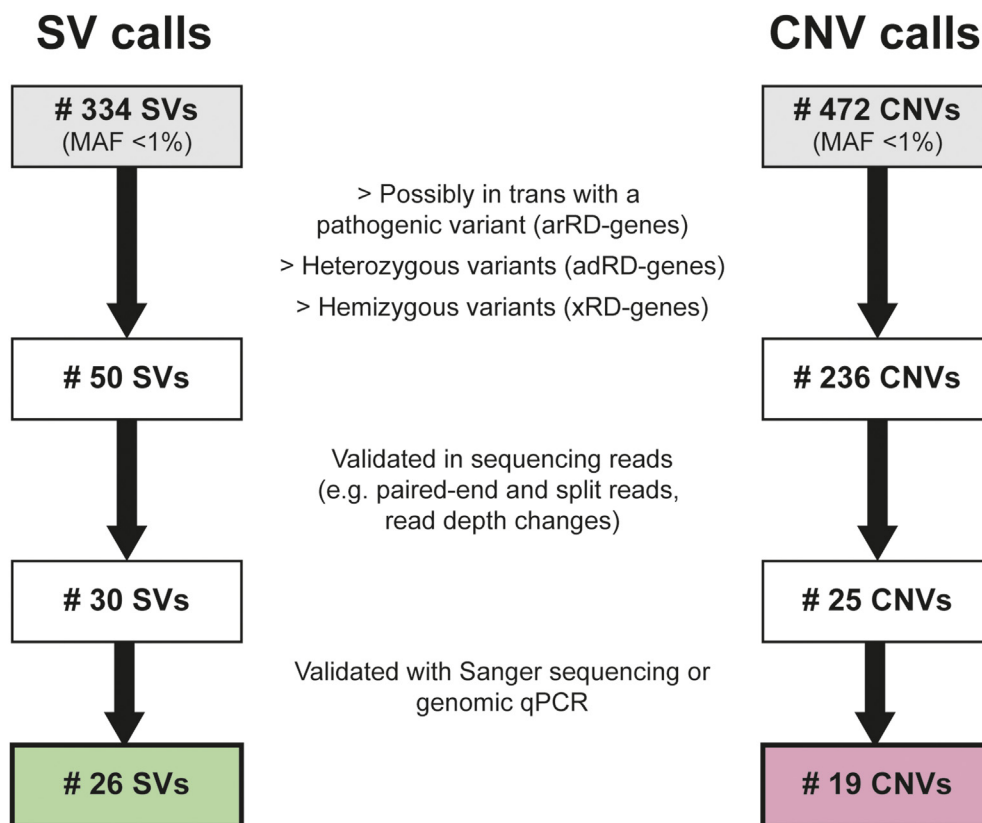 SV calls
CNV calls
# 334 SVs
(MAF <1%)
# 472 CNVs
(MAF <1%)
> Possibly in trans with a
pathogenic variant (arRD-genes)
> Heterozygous variants (adRD-genes)
> Hemizygous variants (xRD-genes)
# 50 SVs
# 236 CNVs
Validated in sequencing reads
(e.g. paired-end and split reads,
read depth changes)
# 30 SVs
# 25 CNVs
Validated with Sanger sequencing or
genomic qPCR
# 26 SVs
# 19 CNVs